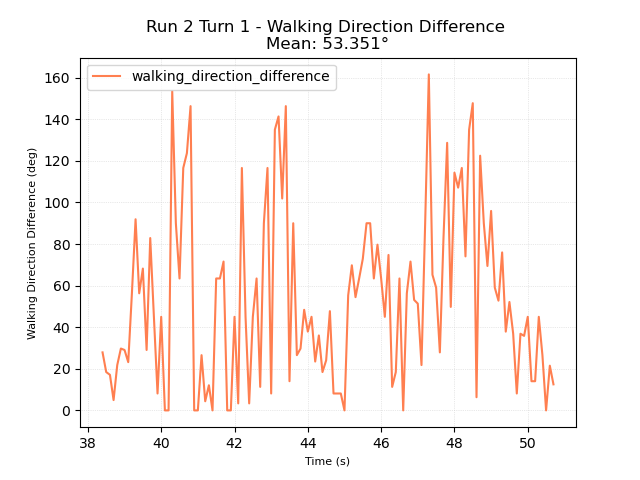 Run 2 Turn 1 - Walking Direction Difference
Mean: 53.351°
walking_direction_difference
Walking Direction Difference (deg)
160
140
120
100
80
60
40
20
0
38 40 42 44 46 48 50
Time (s)